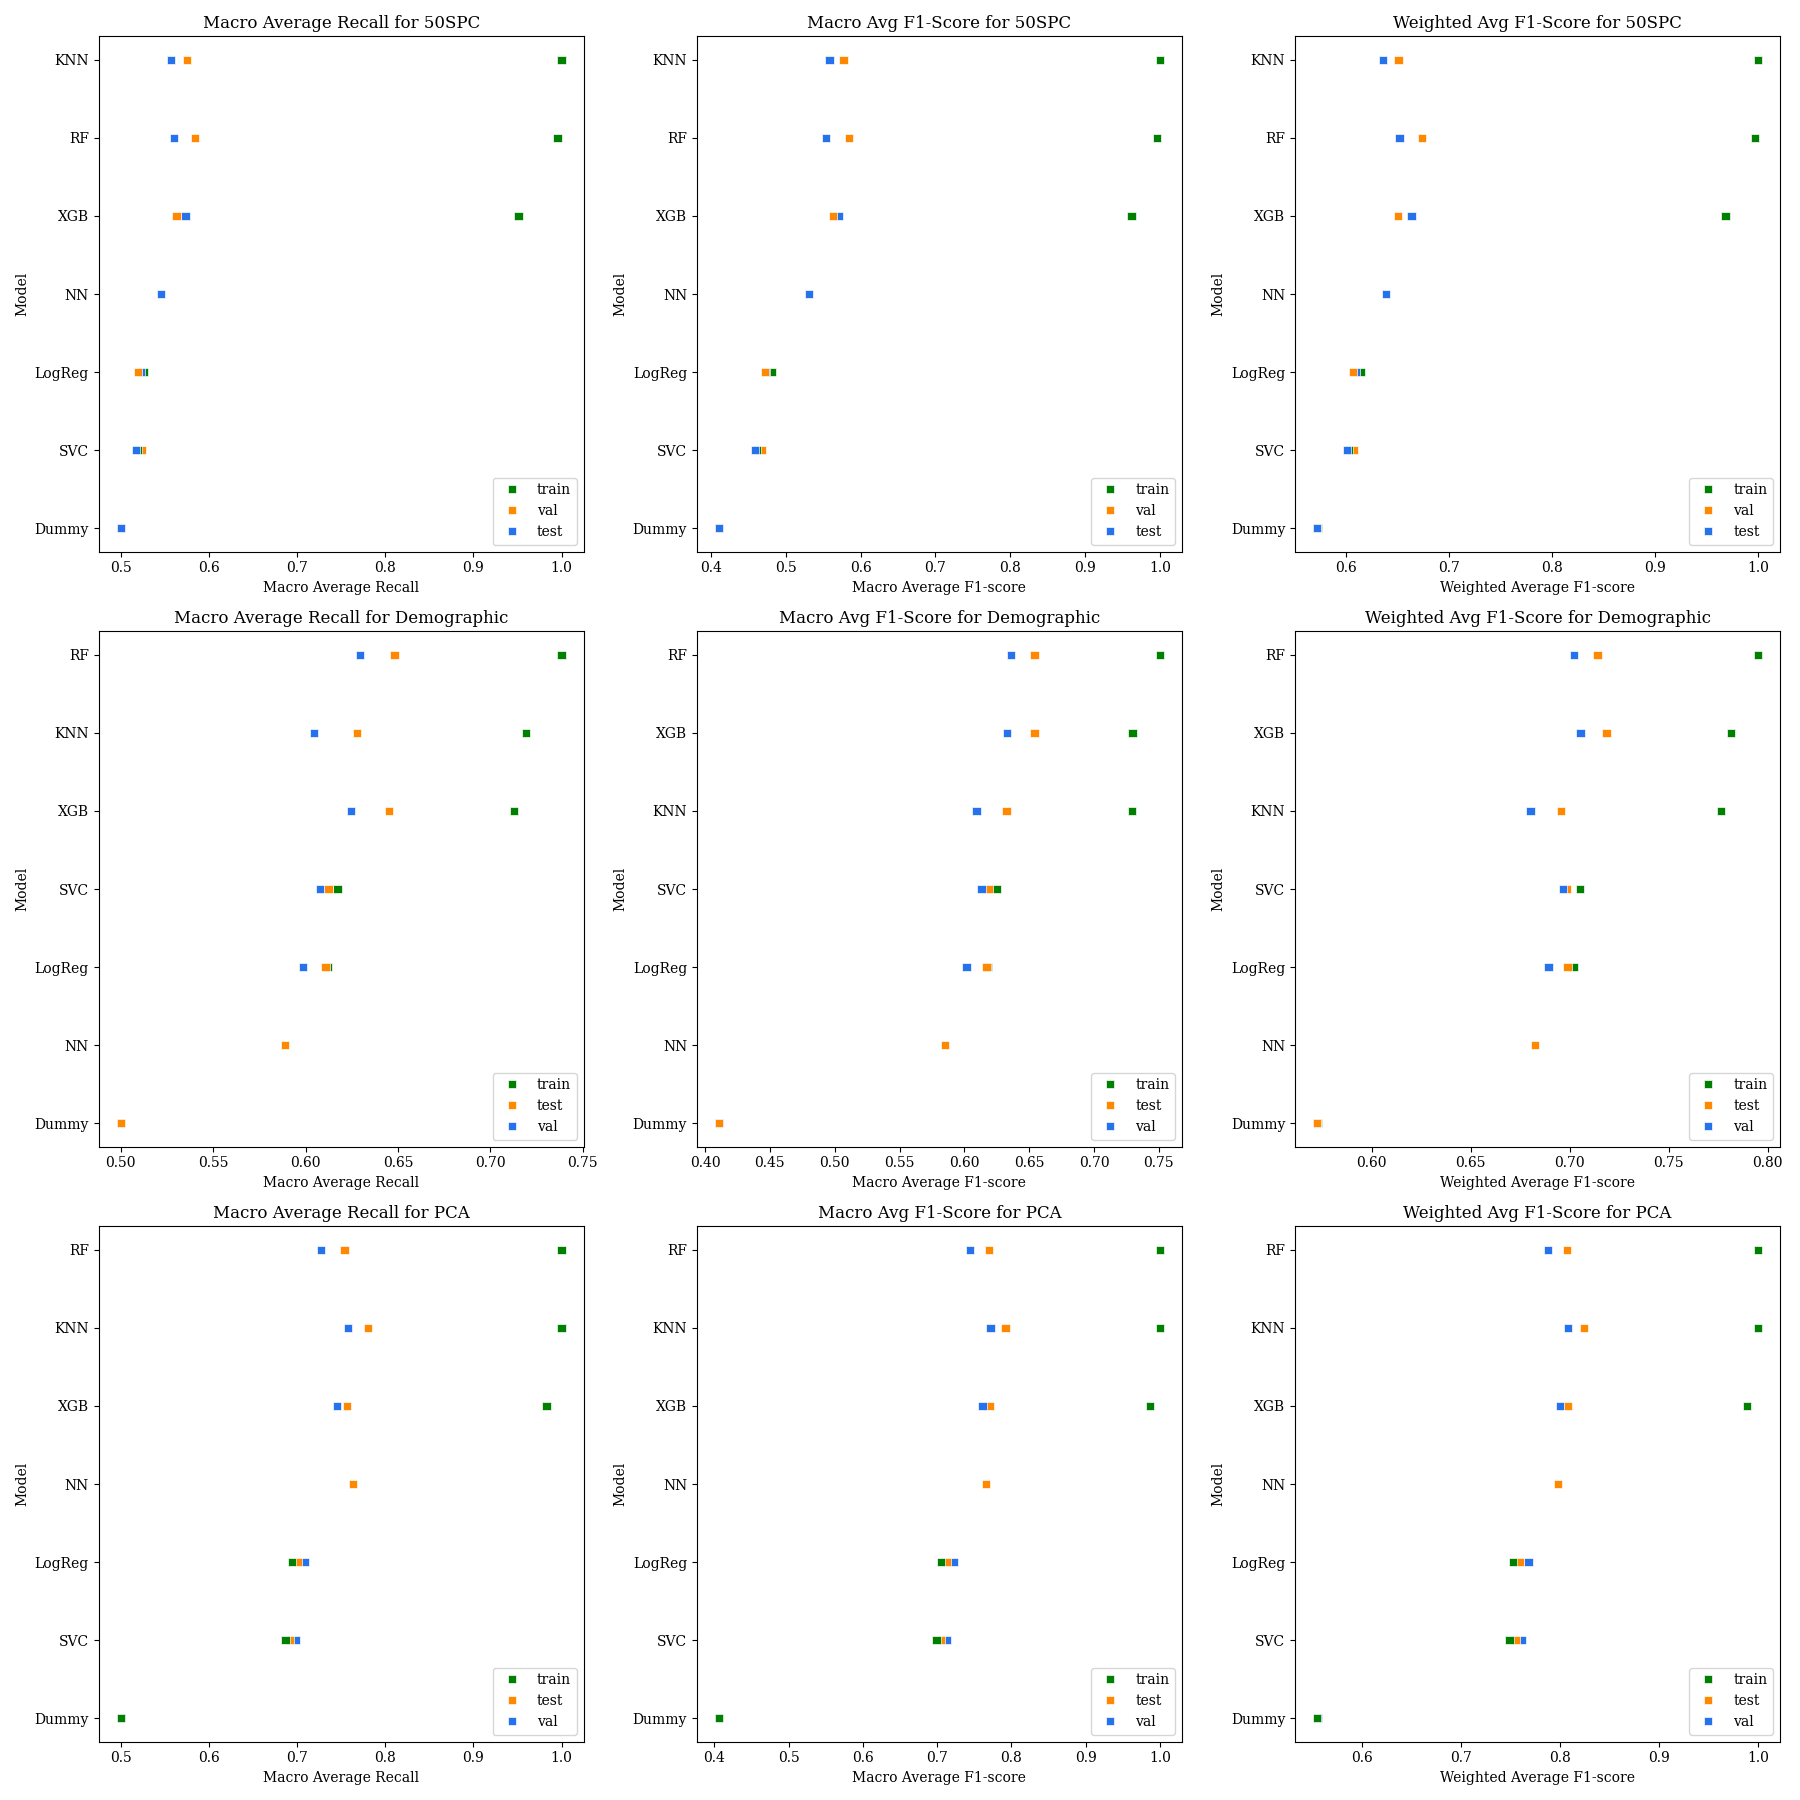 Macro Average Recall for 50SPC
KNN
RF
XGB
NN
LogReg
SVC
Dummy
Model
train
val
test
0.5 0.6 0.7 0.8 0.9 1.0
Macro Average Recall
Macro Avg F1-Score for 50SPC
KNN
RF
XGB
NN
LogReg
SVC
Dummy
Model
train
val
test
0.4 0.5 0.6 0.7 0.8 0.9 1.0
Macro Average F1-score
Weighted Avg F1-Score for 50SPC
KNN
RF
XGB
NN
LogReg
SVC
Dummy
Model
train
val
test
0.6 0.7 0.8 0.9 1.0
Weighted Average F1-score
Macro Average Recall for Demographic
RF
KNN
XGB
SVC
LogReg
NN
Dummy
Model
train
test
val
0.50 0.55 0.60 0.65 0.70 0.75
Macro Average Recall
Macro Avg F1-Score for Demographic
RF
XGB
KNN
SVC
LogReg
NN
Dummy
Model
train
test
val
0.40 0.45 0.50 0.55 0.60 0.65 0.70 0.75
Macro Average F1-score
Weighted Avg F1-Score for Demographic
RF
XGB
KNN
SVC
LogReg
NN
Dummy
Model
train
test
val
0.60 0.65 0.70 0.75 0.80
Weighted Average F1-score
Macro Average Recall for PCA
RF
KNN
XGB
NN
LogReg
SVC
Dummy
Model
train
test
val
0.5 0.6 0.7 0.8 0.9 1.0
Macro Average Recall
Macro Avg F1-Score for PCA
RF
KNN
XGB
NN
LogReg
SVC
Dummy
Model
train
test
val
0.4 0.5 0.6 0.7 0.8 0.9 1.0
Macro Average F1-score
Weighted Avg F1-Score for PCA
RF
KNN
XGB
NN
LogReg
SVC
Dummy
Model
train
test
val
0.6 0.7 0.8 0.9 1.0
Weighted Average F1-score